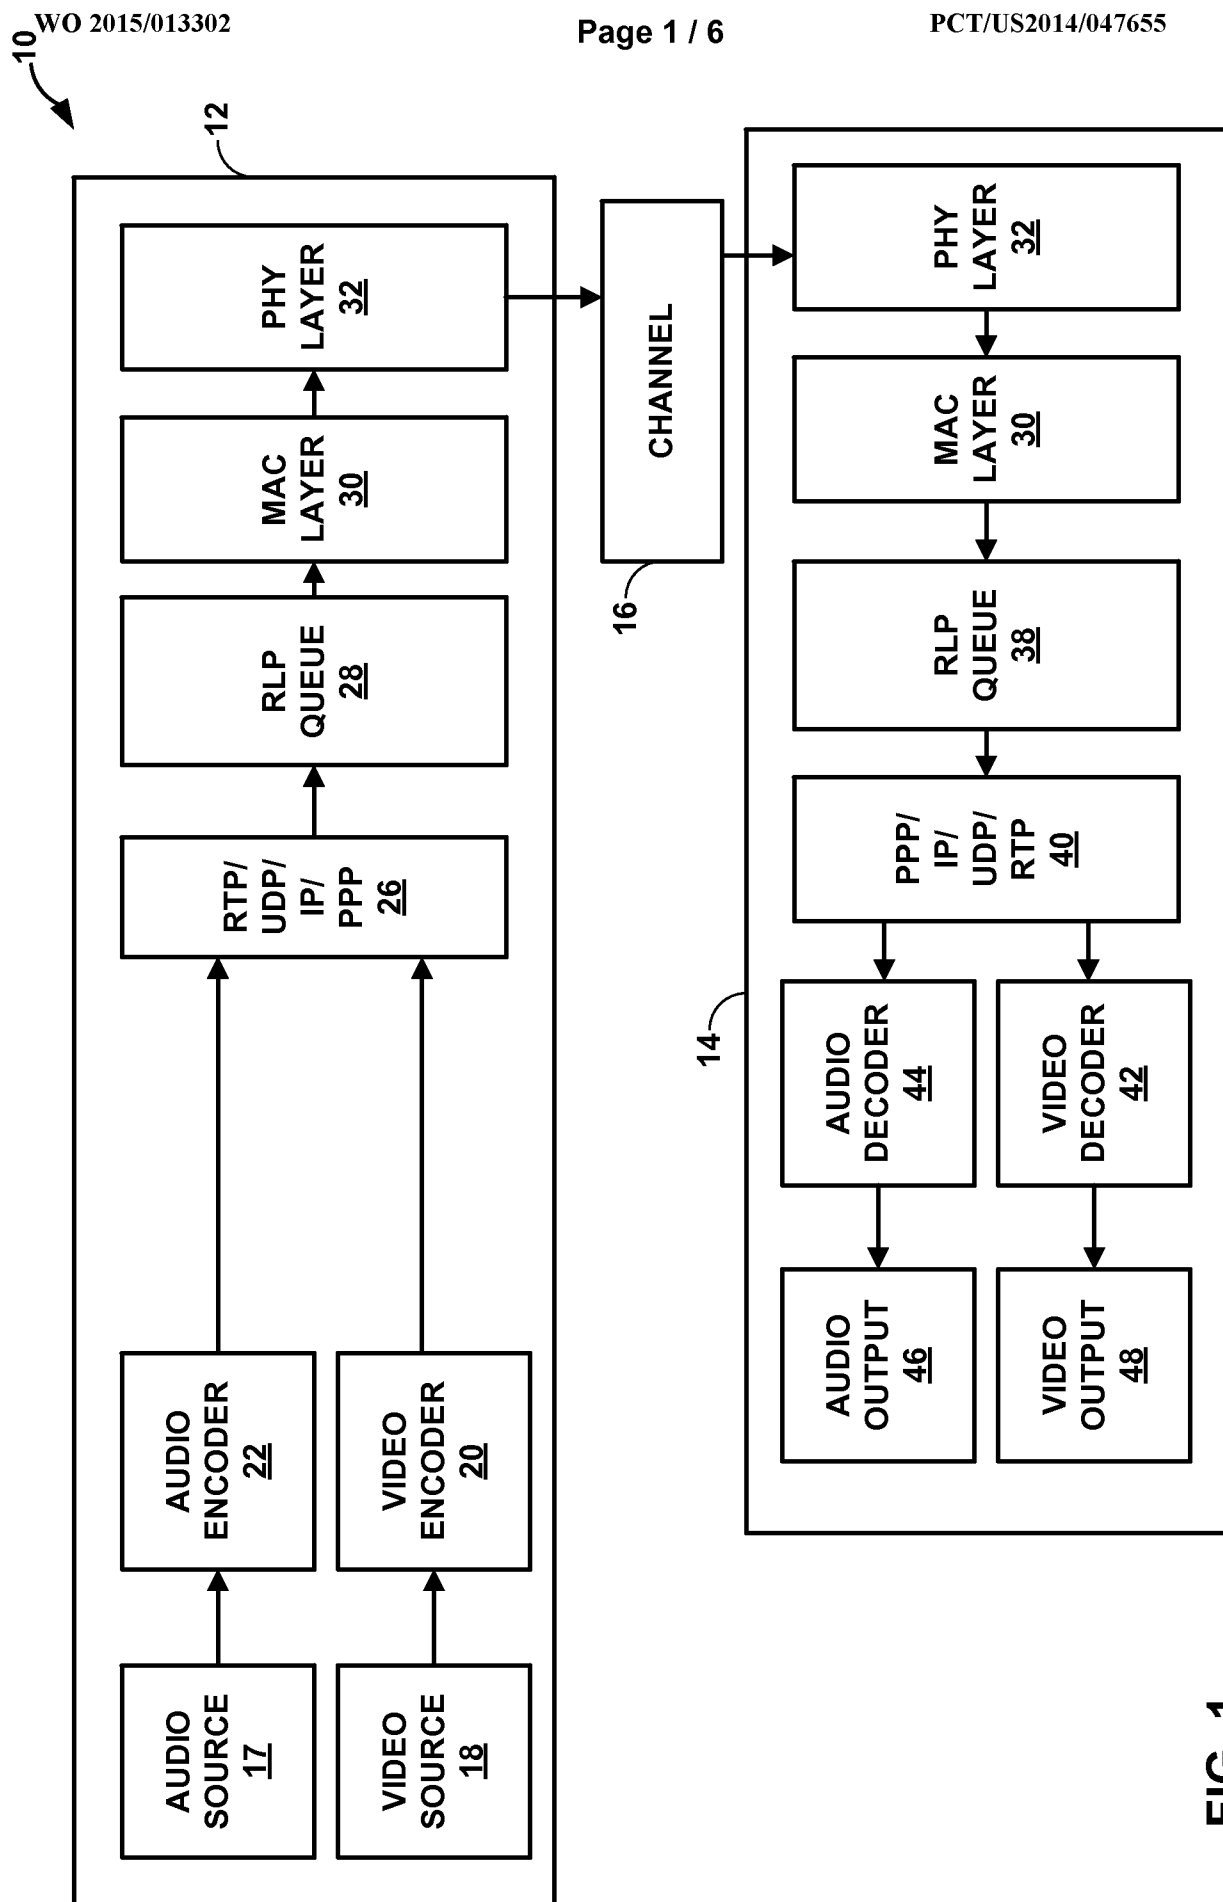 WO 2015/013302
Page 1 / 6
PCT/US2014/047655
10
12
AUDIO
SOURCE
17
AUDIO
ENCODER
22
VIDEO
SOURCE
18
VIDEO
ENCODER
20
RTP/
UDP/
IP/
PPP
26
RLP
QUEUE
28
MAC
LAYER
30
PHY
LAYER
32
16
CHANNEL
14
PHY
LAYER
32
MAC
LAYER
30
RLP
QUEUE
38
PPP/
IP/
UDP/
RTP
40
AUDIO
DECODER
44
VIDEO
DECODER
42
AUDIO
OUTPUT
46
VIDEO
OUTPUT
48
FIG. 1